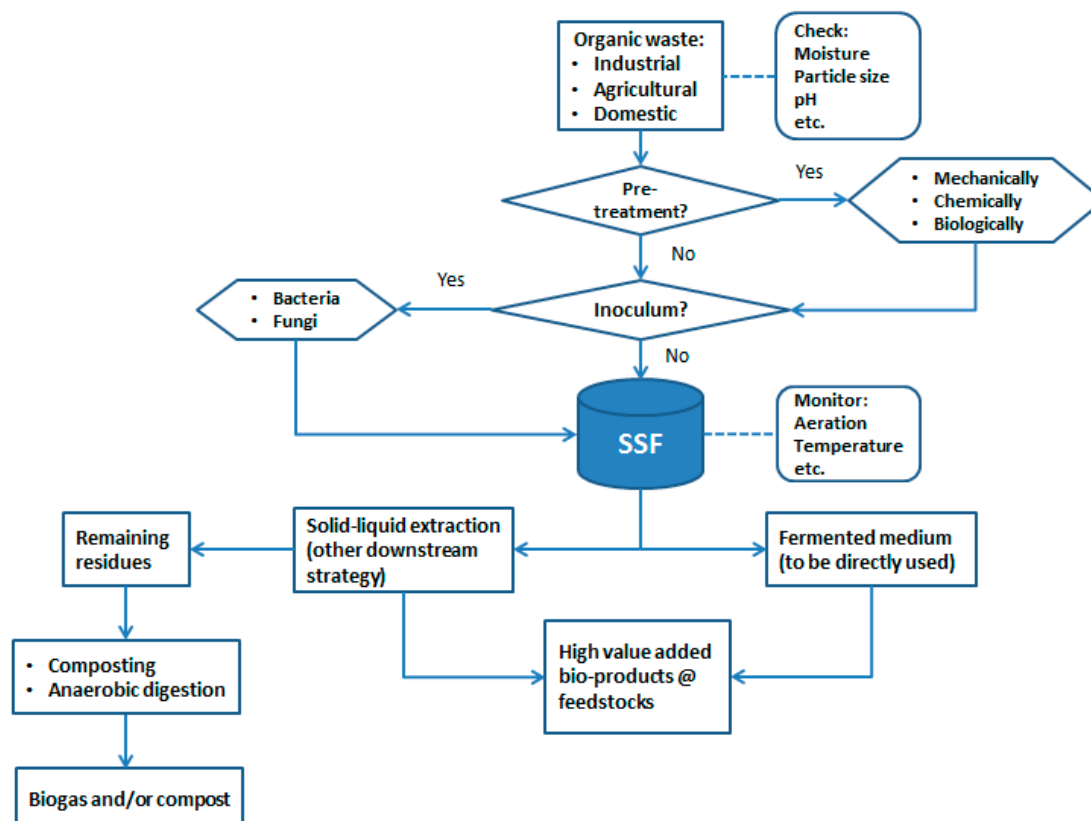 Organic waste:
• Industrial
• Agricultural
• Domestic
Check:
Moisture
Particle size
pH
etc.
Pre-
treatment?
Yes
• Mechanically
• Chemically
• Biologically
No
Inoculum?
Yes
• Bacteria
• Fungi
No
SSF
Monitor:
Aeration
Temperature
etc.
Remaining
residues
Solid-liquid extraction
(other downstream
strategy)
Fermented medium
(to be directly used)
• Composting
• Anaerobic digestion
High value added
bio-products @
feedstocks
Biogas and/or compost